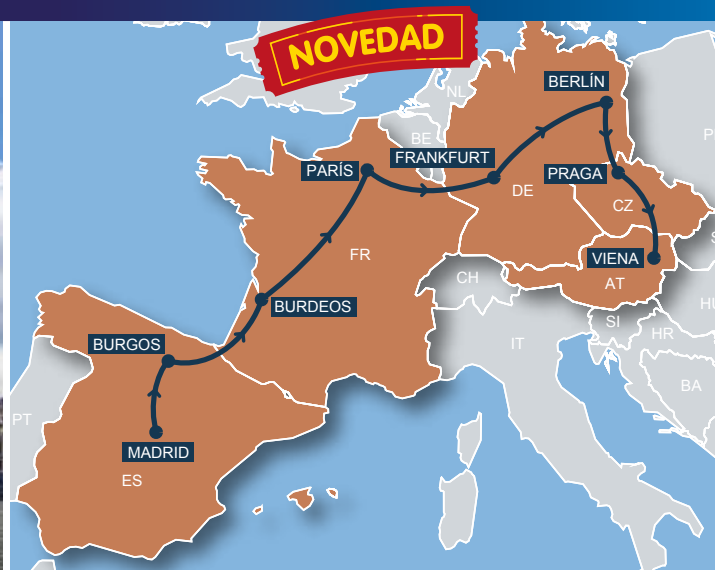 NOVEDAD
BERLÍN
NL
P
BE
FRANKFURT
PARÍS
PRAGA
DE
CZ
FR
VIENA
CH
AT
BURDEOS
HU
SI
HR
BURGOS
IT
BA
PT
MADRID
ES